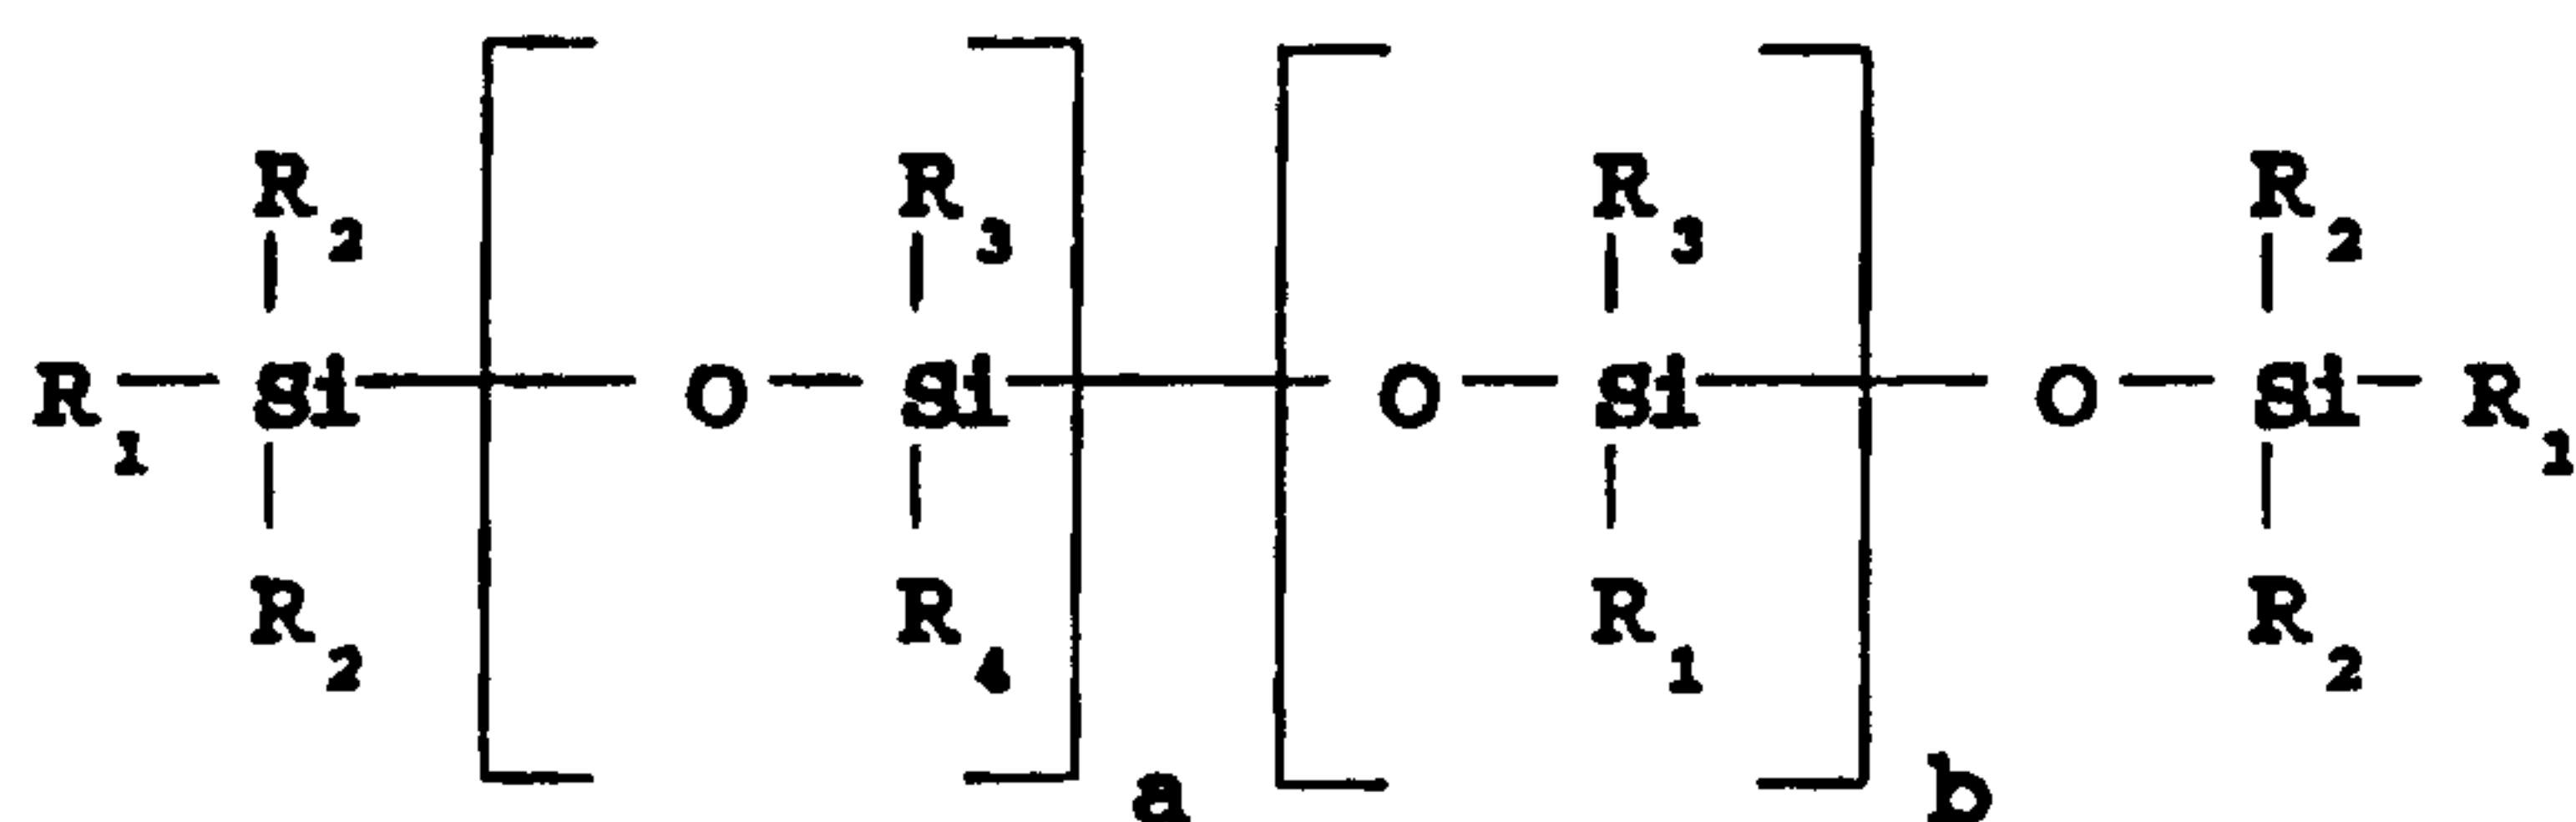 R2 R3 R3 R2
R1 Si O Si O Si O Si R1
R2 R4 R1 R2
a b